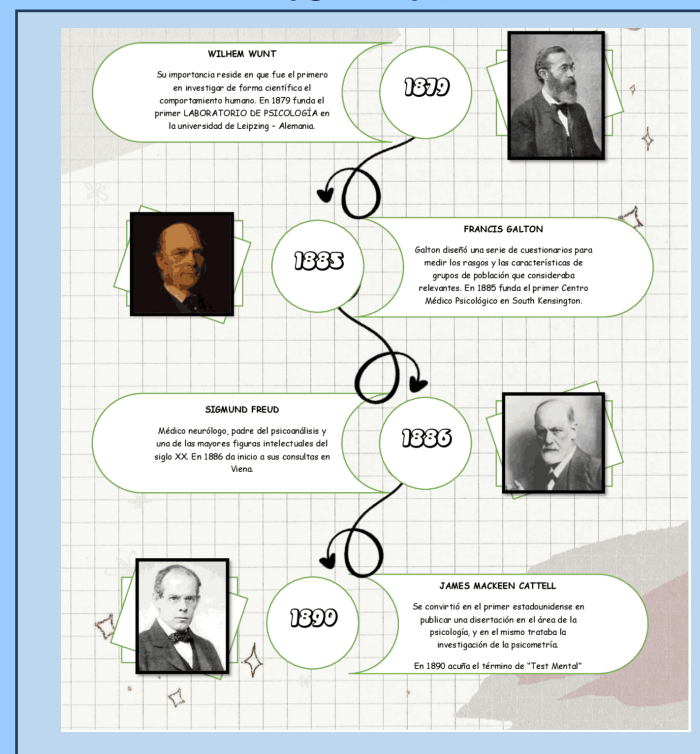 WILHEM WUNT
Su importancia reside en que fue el primero
en investigar de forma científica el
comportamiento humano. En 1879 funda el
primer LABORATORIO DE PSICOLOGÍA en
la universidad de Leipzing - Alemania.
1879
1885
FRANCIS GALTON
Galton diseñó una serie de cuestionarios para
medir los rasgos y las características de
grupos de población que consideraba
relevantes. En 1885 funda el primer Centro
Médico Psicológico en South Kensington.
SIGMUND FREUD
Médico neurólogo, padre del psicoanálisis y
una de las mayores figuras intelectuales del
siglo XX. En 1886 da inicio a sus consultas en
Viena.
1886
1890
JAMES MACKEEN CATTELL
Se convirtió en el primer estadounidense en
publicar una disertación en el área de la
psicología, y en el mismo trataba la
investigación de la psicometría.
En 1890 acuña el término de "Test Mental"